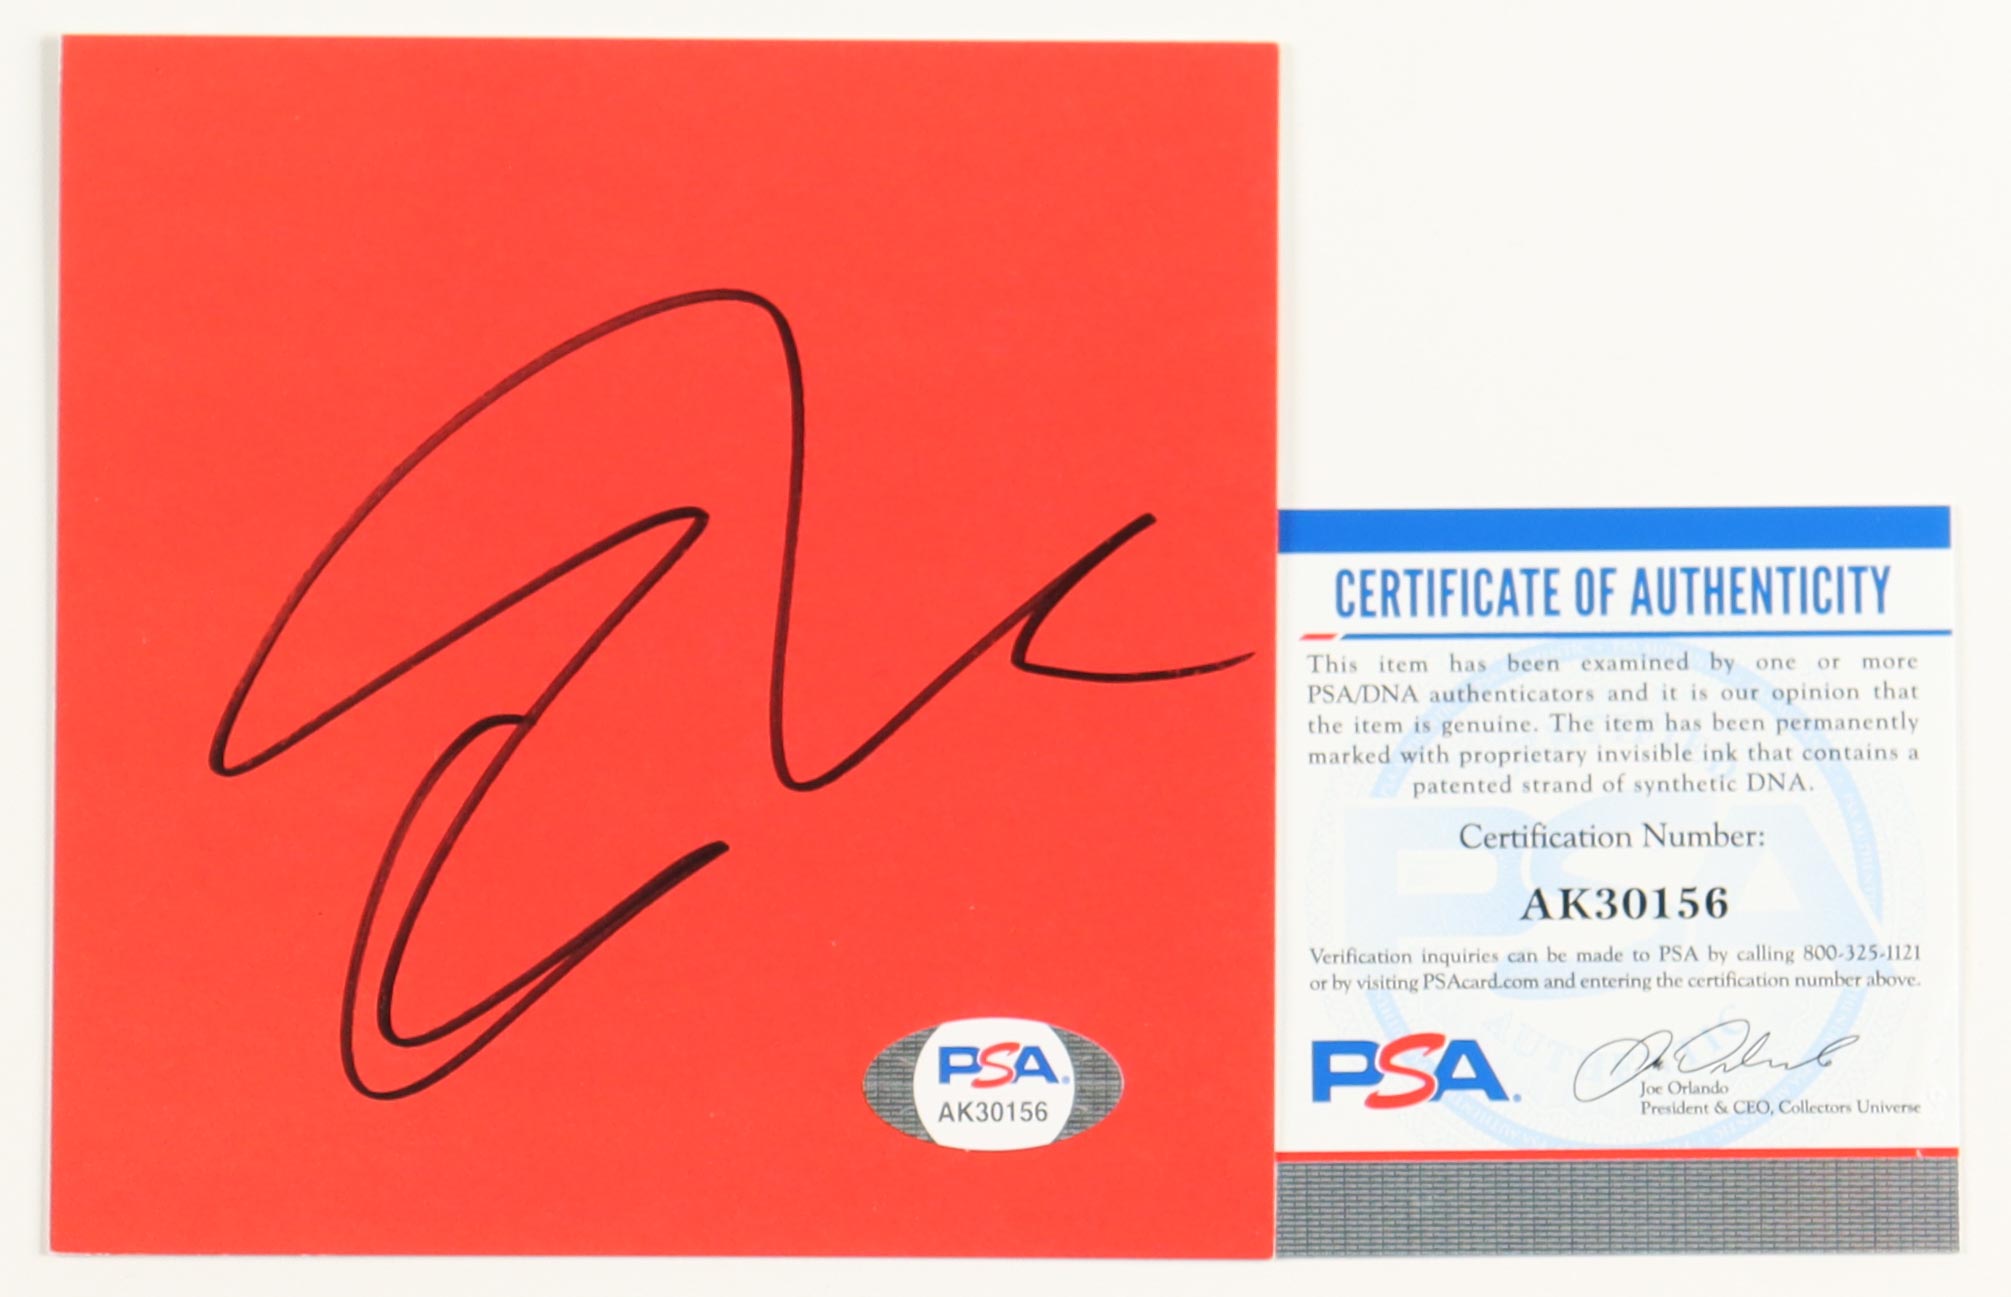 PSA.
AK30156
CERTIFICATE OF AUTHENTICITY
This item has been examined by one or more
PSA/DNA authenticators and it is our opinion that
the item is genuine. The item has been permanently
marked with proprietary invisible ink that contains a
patented strand of synthetic DNA.
Certification Number:
AK30156
Verification inquiries can be made to PSA by calling 800-325-1121
or by visiting PSAcard.com and entering the certification number above.
PSA.
Joe Orlando
President & CEO, Collectors Universe